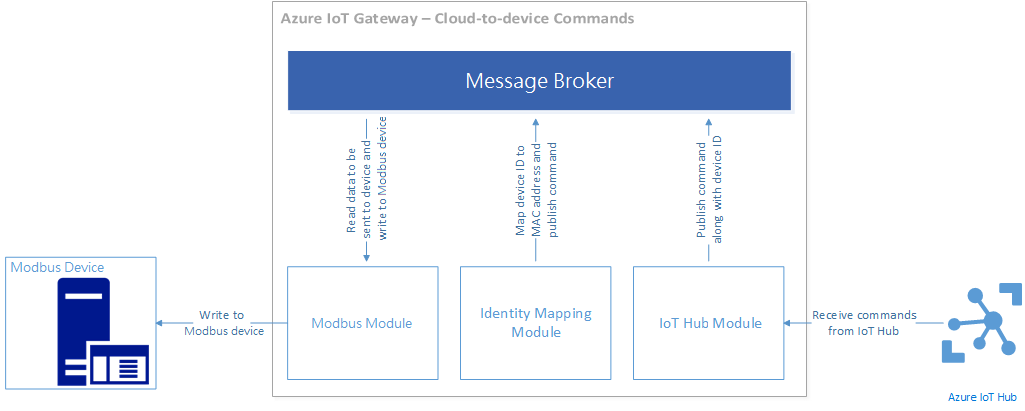 Azure IoT Gateway – Cloud-to-device Commands
Message Broker
Read data to be
sent to device and
write to Modbus device
Map device ID to
MAC address and
publish command
Publish command
along with device ID
Modbus Device
Write to
Modbus device
Modbus Module
Identity Mapping
Module
IoT Hub Module
Receive commands
from IoT Hub
Azure IoT Hub